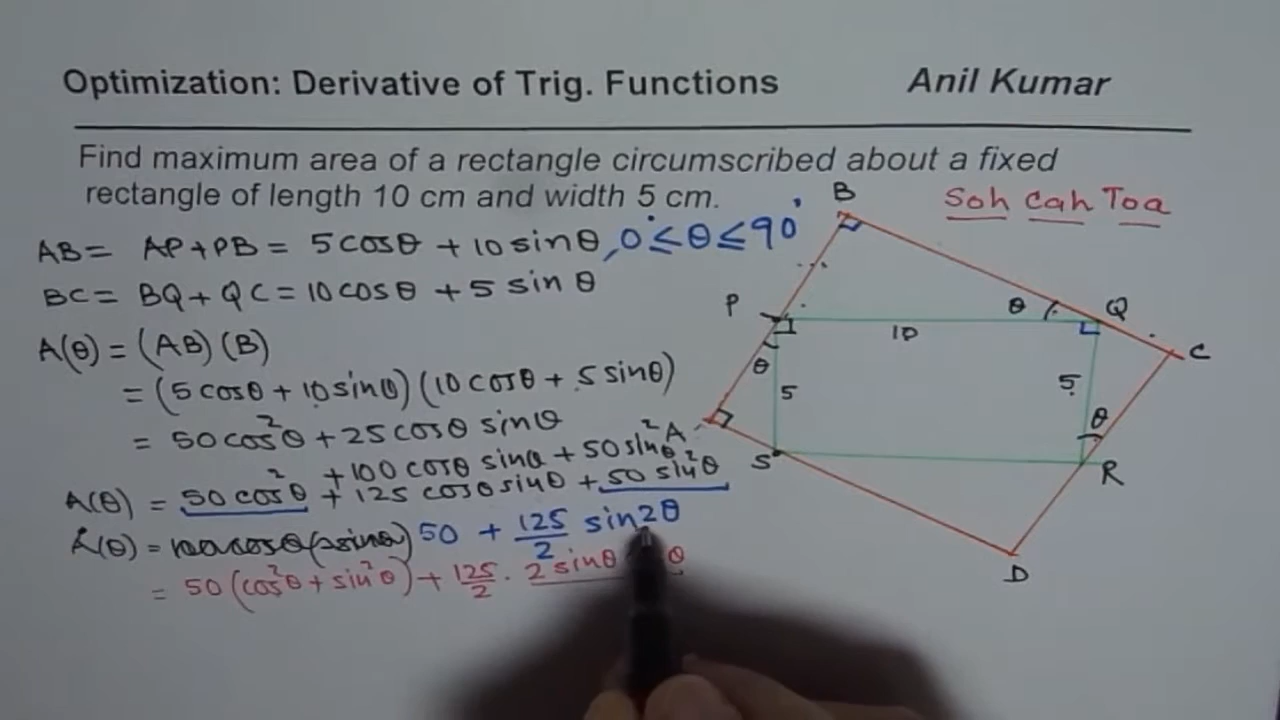 Optimization: Derivative of Trig. Functions
Anil Kumar
Find maximum area of a rectangle circumscribed about a fixed
rectangle of length 10 cm and width 5 cm.
Soh Cah Toa
AB = AP + PB = 5 cosθ + 10 sinθ, 0° ≤ θ ≤ 90°
BC = BQ + QC = 10 cosθ + 5 sin θ
A(θ) = (AB)(B)
= (5 cosθ + 10 sinθ)(10 cosθ + 5 sinθ)
= 50 cos²θ + 25 cosθ sinθ
+ 100 cosθ sinθ + 50 sin²θ
A(θ) = 50 cos²θ + 125 cosθ sinθ + 50 sin²θ
A(θ) = 50 + 125/2 sin2θ
= 50 (cos²θ + sin²θ) + 125/2 · 2 sinθ θ
B
P
θ
Q
10
C
θ
5
5
θ
A
S
R
D